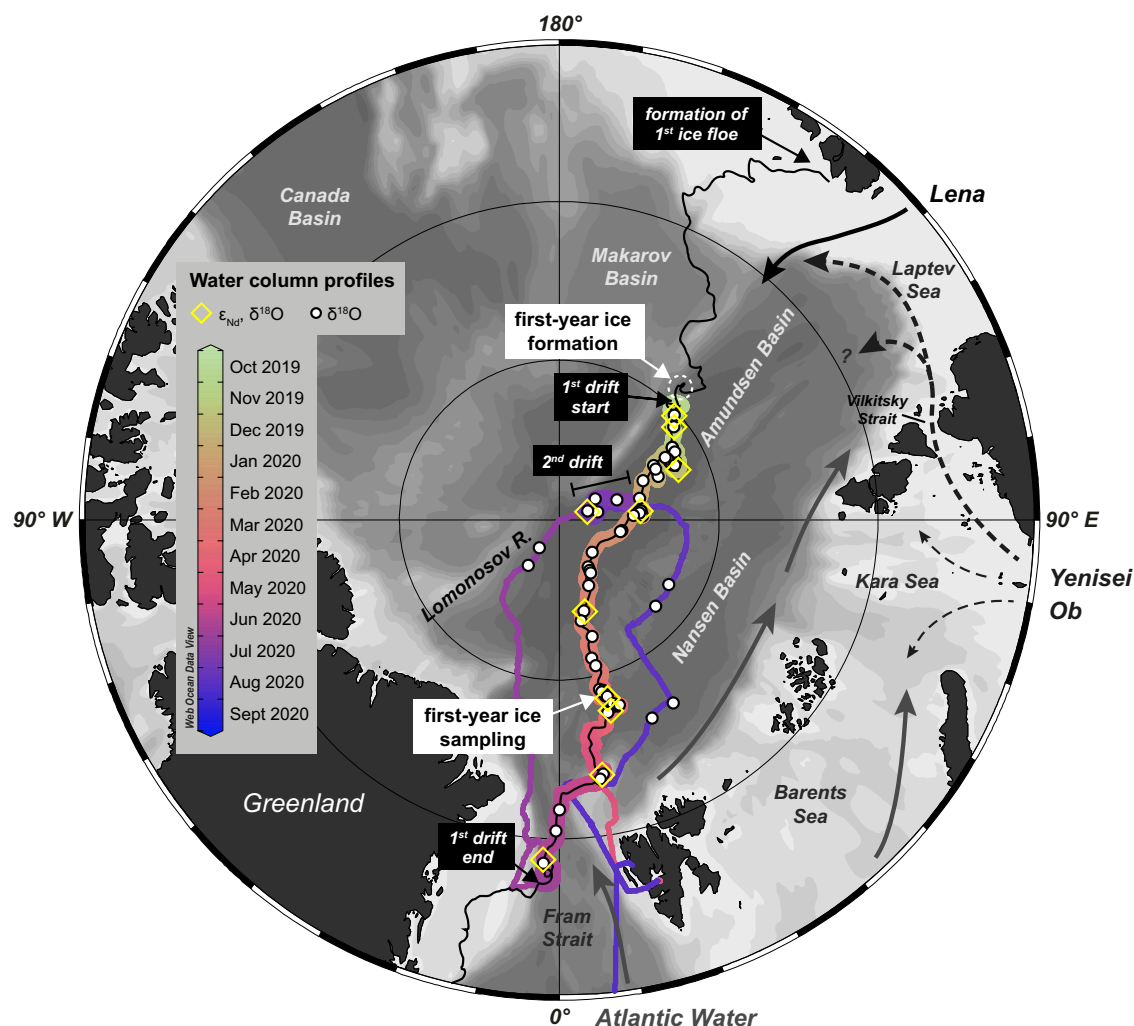 180°
formation of
1st ice floe
Canada
Basin
Lena
Makarov
Basin
Laptev
Sea
Water column profiles
εNd, δ18O
δ18O
first-year ice
formation
Amundsen Basin
?
1st drift
start
Vilkitsky
Strait
Oct 2019
Nov 2019
Dec 2019
Jan 2020
Feb 2020
Mar 2020
Apr 2020
May 2020
Jun 2020
Jul 2020
Aug 2020
Sept 2020
Web Ocean Data View
2nd drift
90° W
90° E
Lomonosov R.
Nansen Basin
Kara Sea
Yenisei
Ob
first-year ice
sampling
Greenland
Barents
Sea
1st drift
end
Fram
Strait
0°
Atlantic Water